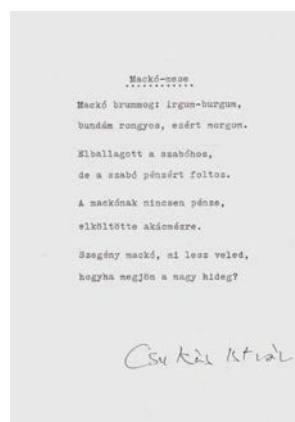 Mackó-mese
Mackó brummog: irgum-burgum,
bundám rongyos, ezért morgom.
Elballagott a szabóhoz,
de a szabó pénzért foltoz.
A mackónak nincsen pénze,
elköltötte akácmézre.
Szegény mackó, mi lesz veled,
hogyha megjön a nagy hideg?
Csukás István